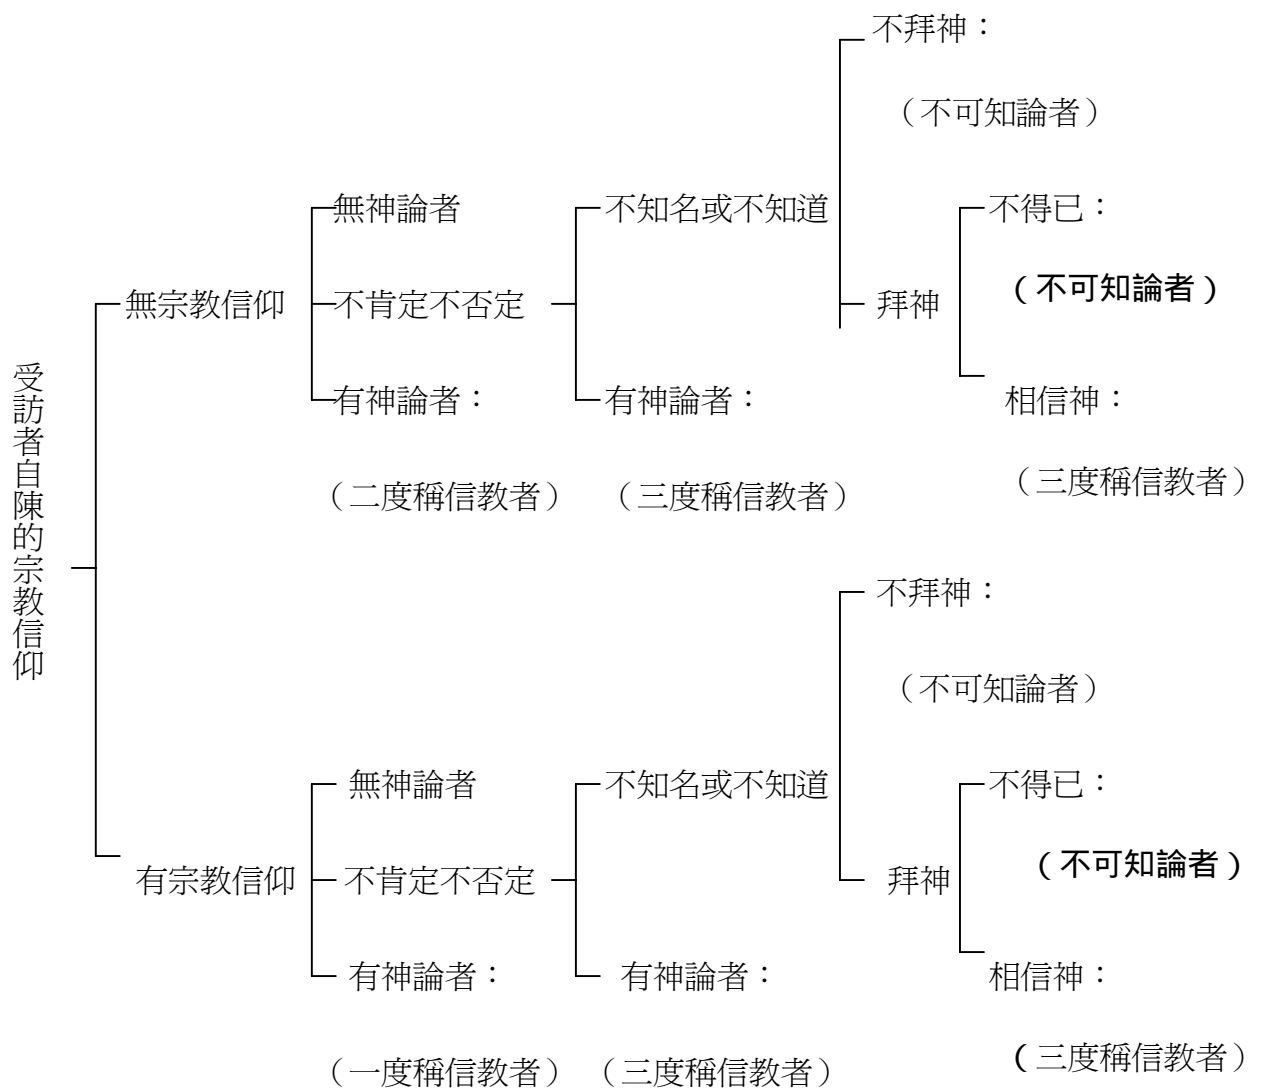 受訪者自陳的宗教信仰
不拜神：
（不可知論者）
無神論者
不知名或不知道
不得已：
無宗教信仰
不肯定不否定
拜神
（不可知論者）
有神論者：
有神論者：
相信神：
（二度稱信教者）
（三度稱信教者）
（三度稱信教者）
不拜神：
（不可知論者）
無神論者
不知名或不知道
不得已：
有宗教信仰
不肯定不否定
拜神
（不可知論者）
有神論者：
有神論者：
相信神：
（一度稱信教者）
（三度稱信教者）
（三度稱信教者）